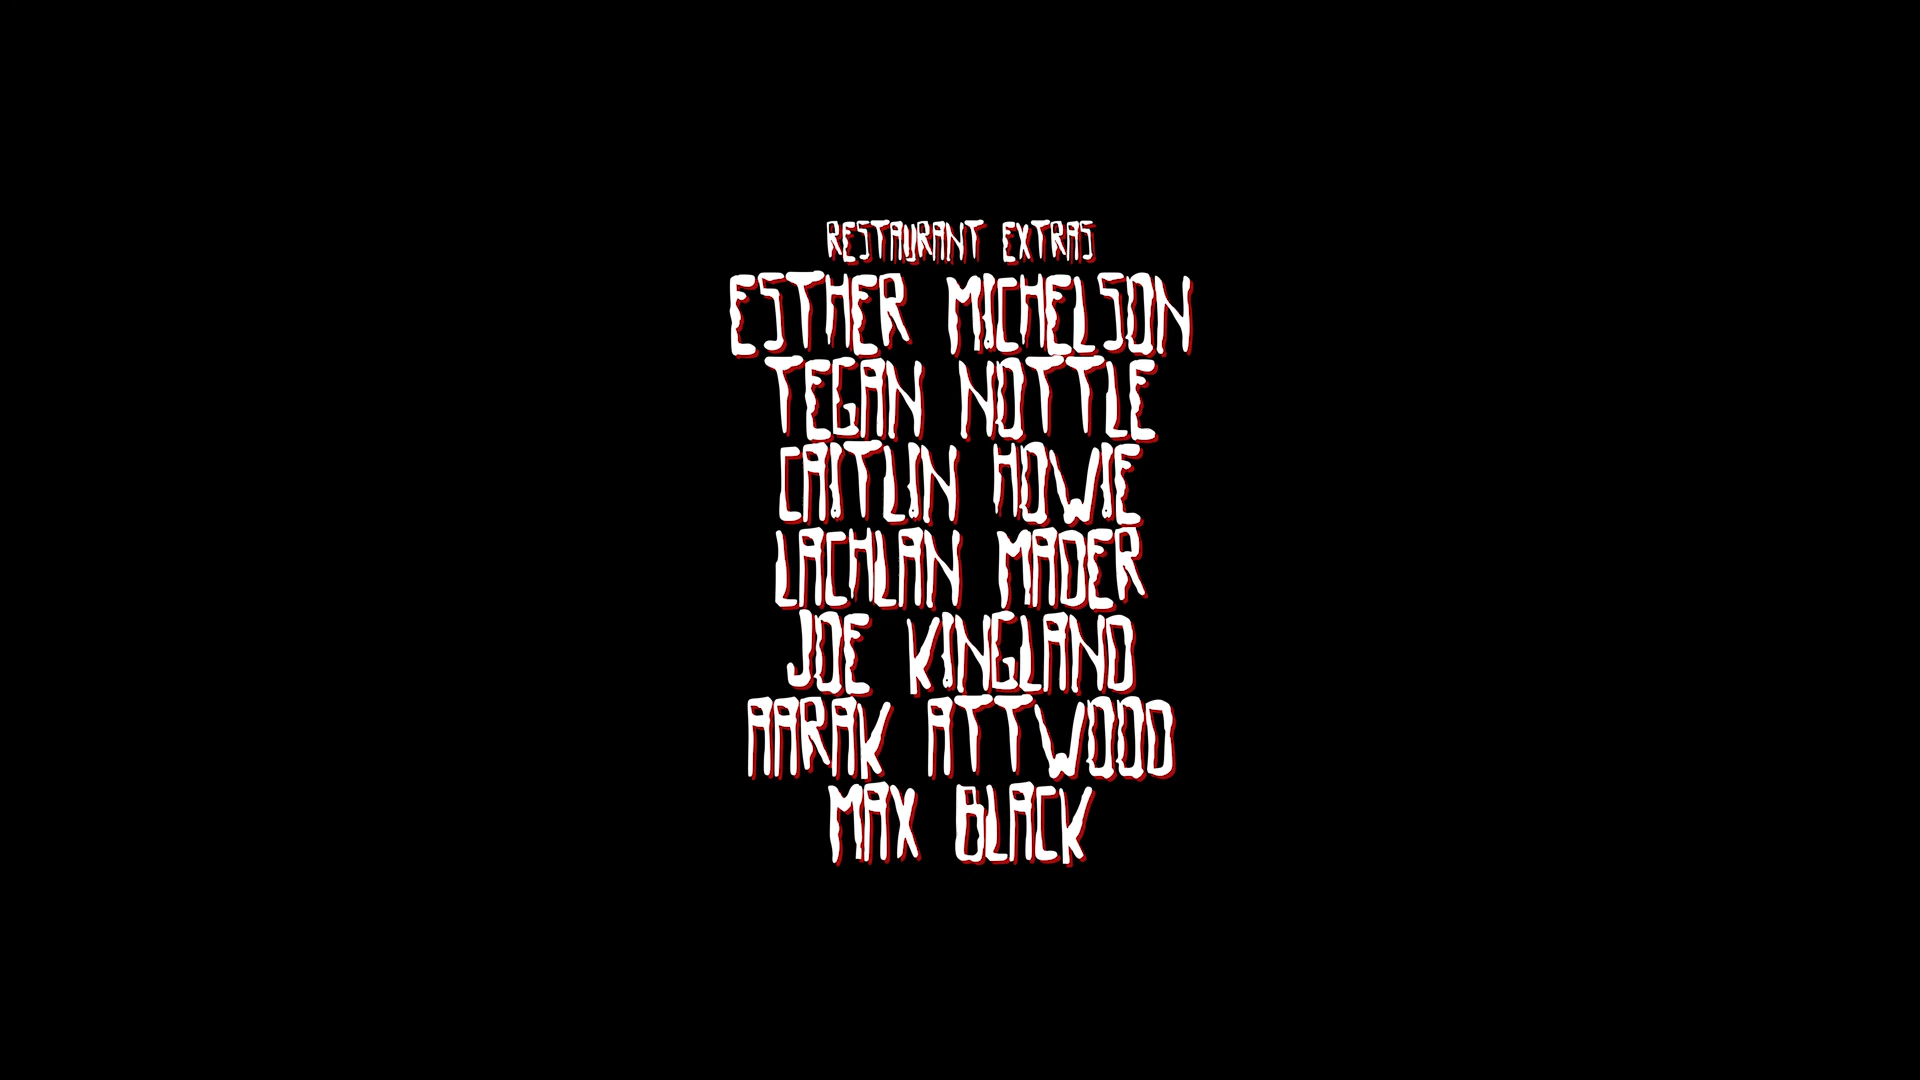 RESTAURANT EXTRAS
ESTHER MICHELSON
TEGAN NOTTLE
CAITLIN HOWIE
LACHLAN MADER
JOE KINGLAND
AARAK ATTWOOD
MAX BLACK